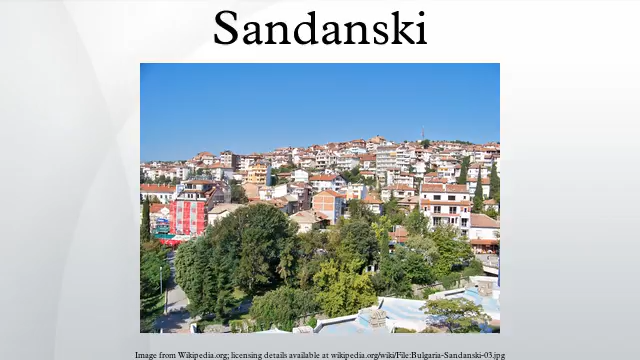 Sandanski
Image from Wikipedia.org; licensing details available at wikipedia.org/wiki/File:Bulgaria-Sandanski-03.jpg